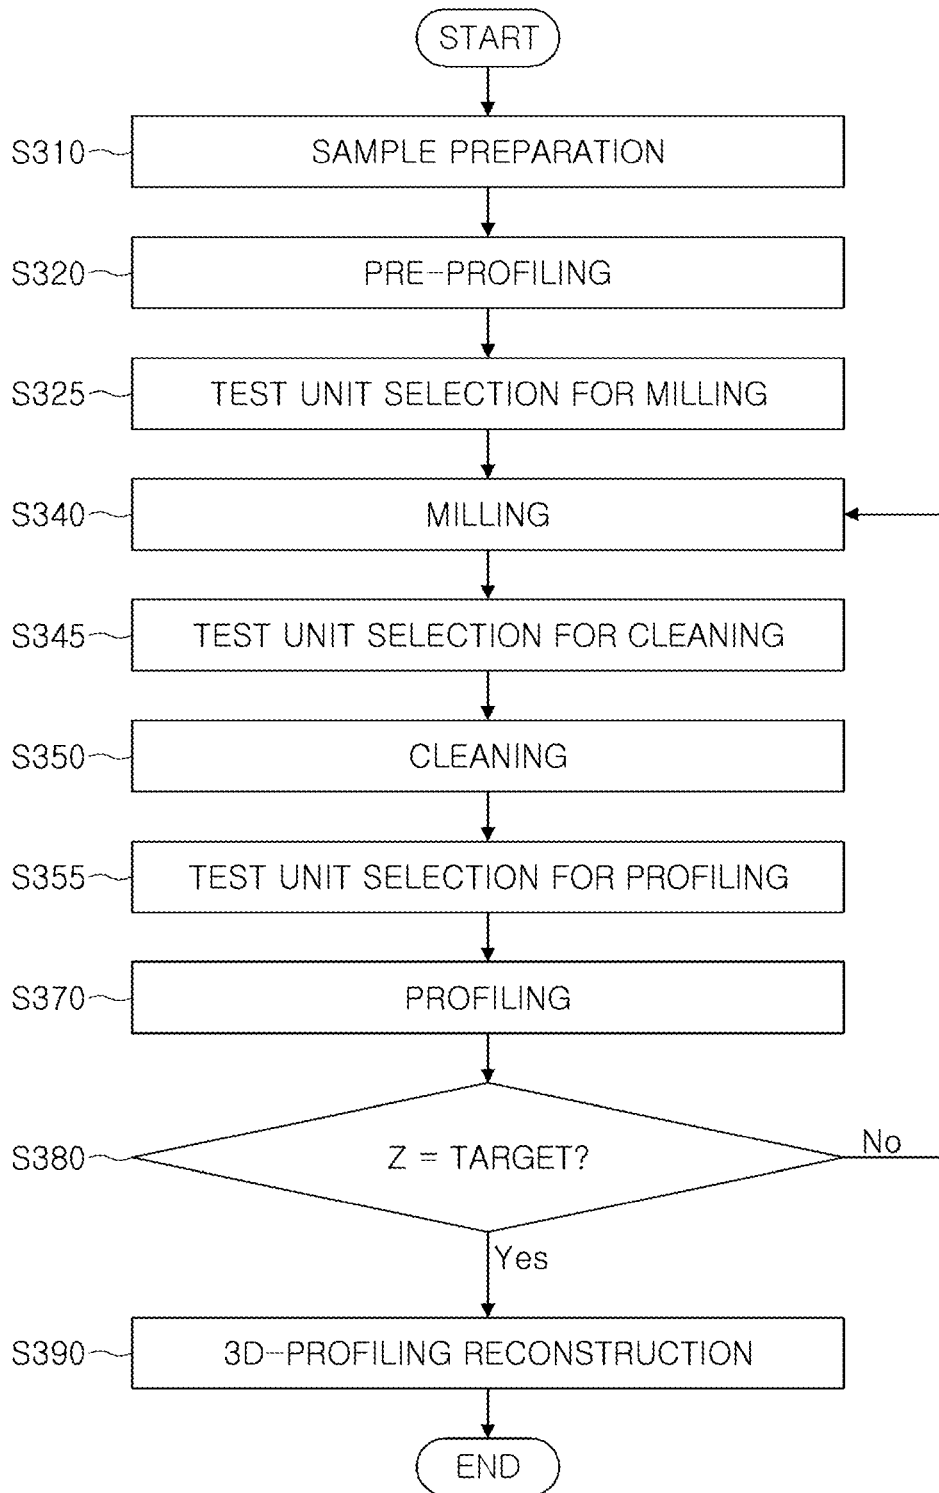 START
S310 SAMPLE PREPARATION
S320 PRE-PROFILING
S325 TEST UNIT SELECTION FOR MILLING
S340 MILLING
S345 TEST UNIT SELECTION FOR CLEANING
S350 CLEANING
S355 TEST UNIT SELECTION FOR PROFILING
S370 PROFILING
S380 Z = TARGET? No
Yes
S390 3D-PROFILING RECONSTRUCTION
END